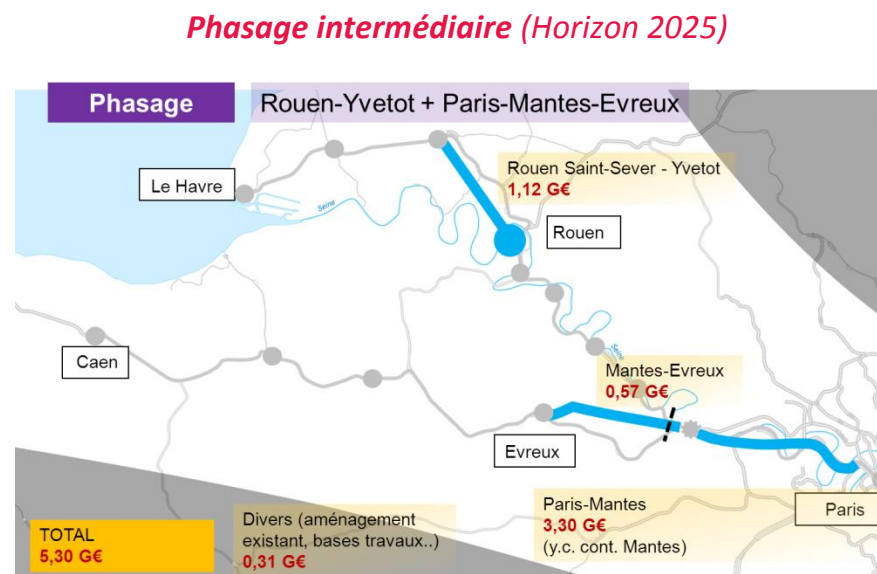 Phasage intermédiaire (Horizon 2025)
Phasage
Rouen-Yvetot + Paris-Mantes-Evreux
Rouen Saint-Sever - Yvetot
1,12 G€
Le Havre
Seine
Rouen
Caen
Seine
Mantes-Evreux
0,57 G€
Evreux
Paris-Mantes
3,30 G€
(y.c. cont. Mantes)
Paris
Divers (aménagement
existant, bases travaux..)
0,31 G€
TOTAL
5,30 G€